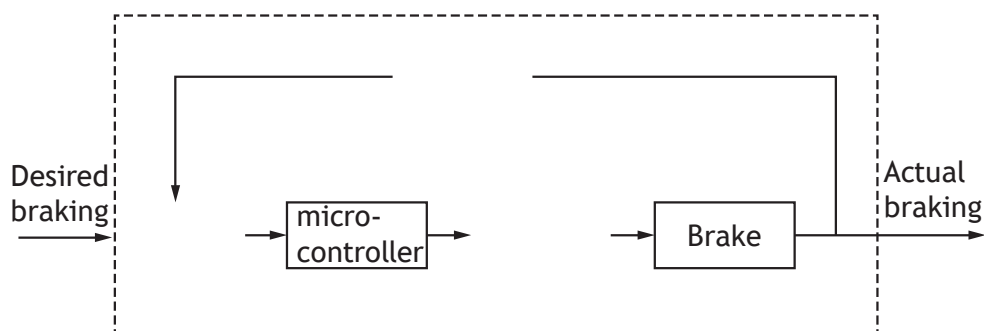 Desired
braking
micro-
controller
Brake
Actual
braking